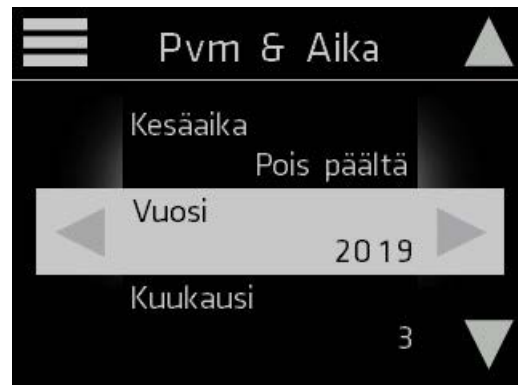 Pvm & Aika
Kesäaika
Pois päältä
Vuosi
2019
Kuukausi
3